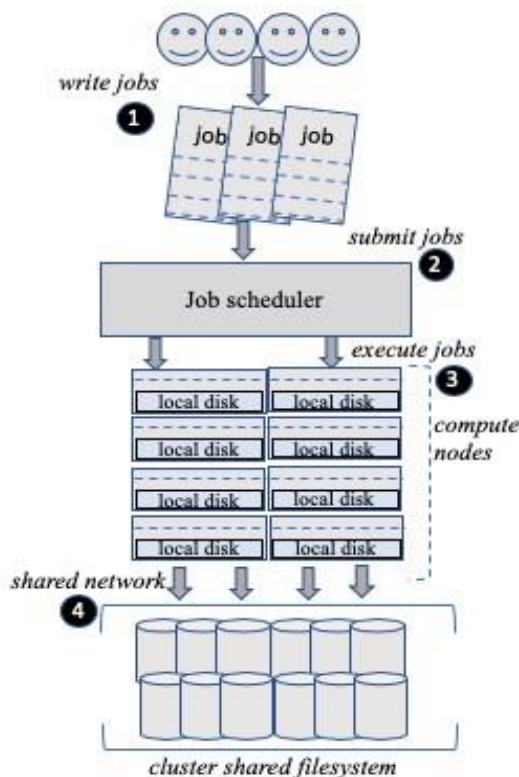 write jobs
1
job
job
job
submit jobs
2
Job scheduler
execute jobs
3
local disk
local disk
compute
nodes
local disk
local disk
local disk
local disk
local disk
local disk
shared network
4
cluster shared filesystem